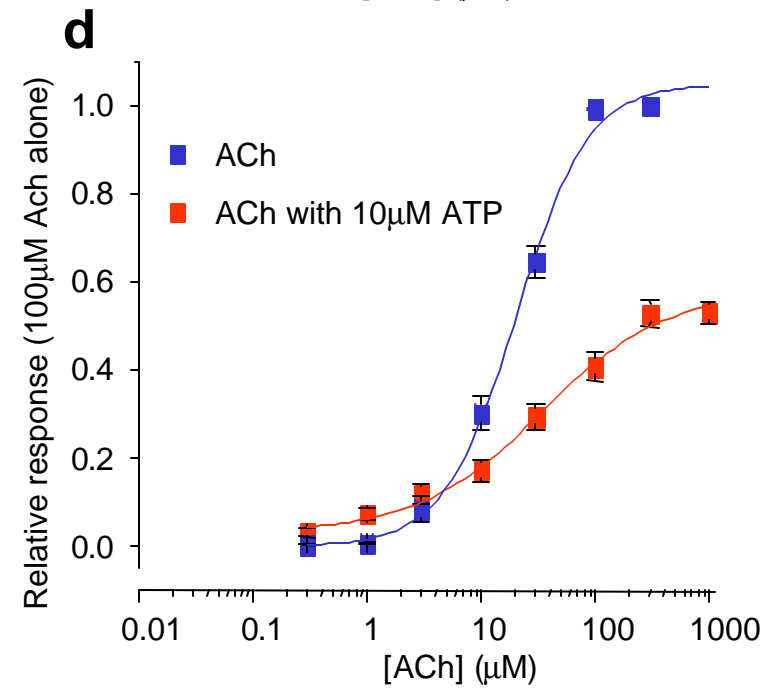 d
Relative response (100μM Ach alone)
1.0
0.8
0.6
0.4
0.2
0.0
ACh
ACh with 10μM ATP
0.01 0.1 1 10 100 1000
[ACh] (μM)